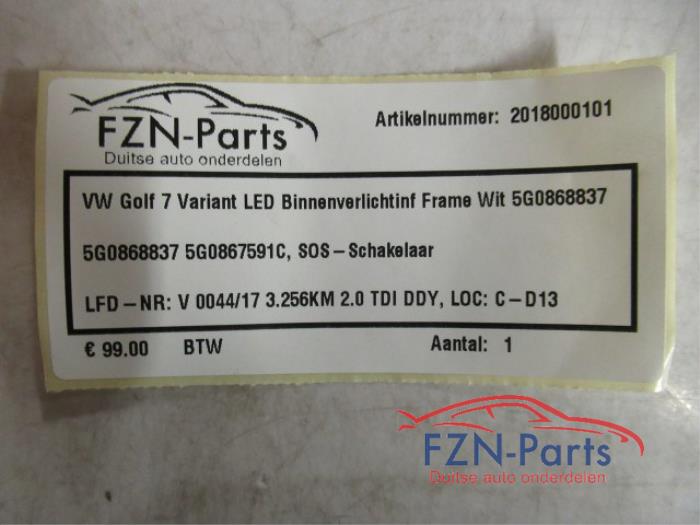 FZN-Parts
Duitse auto onderdelen
Artikelnummer: 2018000101
VW Golf 7 Variant LED Binnenverlichtinf Frame Wit 5G0868837
5G0868837 5G0867591C, SOS-Schakelaar
LFD-NR: V 0044/17 3.256KM 2.0 TDI DDY, LOC: C-D13
€ 99.00 BTW Aantal: 1
FZN-Parts
Duitse auto onderdelen